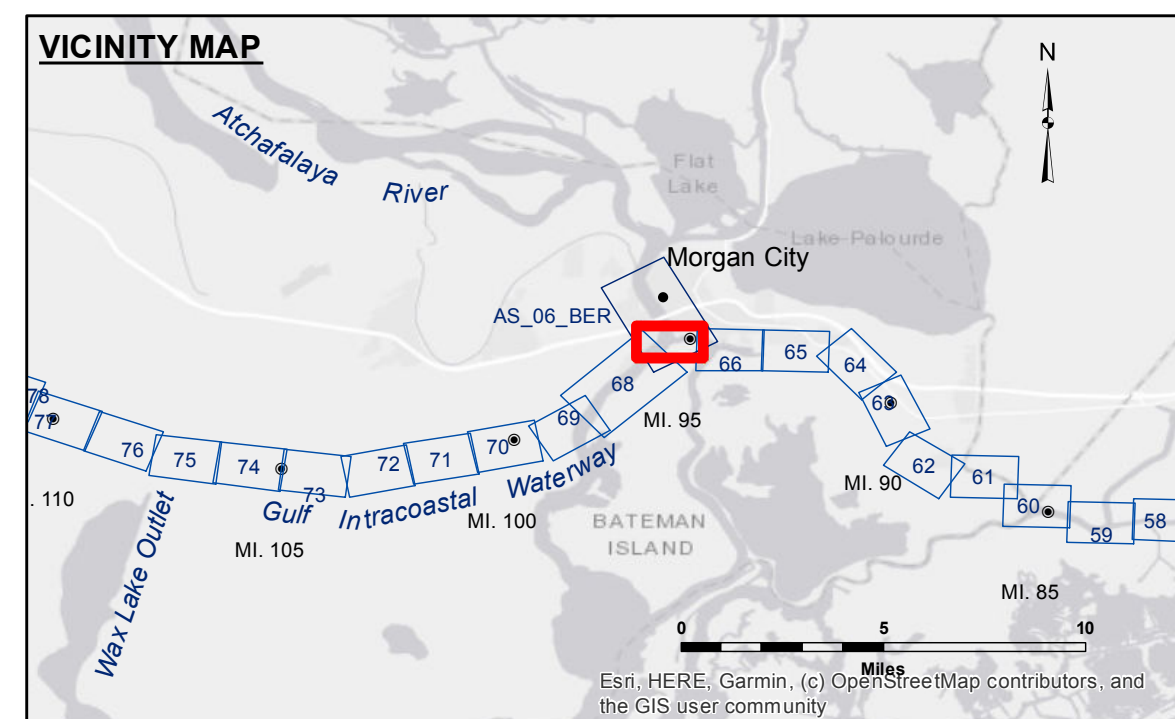 VICINITY MAP
N
Atchafalaya
River
Flat
Lake
Lake Palourde
Morgan City
AS_06_BER
66
65
64
63
68
MI. 95
69
78
77
76
75
74
73
72
71
70
62
61
60
59
58
. 110
MI. 105
MI. 100
MI. 90
MI. 85
Gulf Intracoastal Waterway
Wax Lake Outlet
BATEMAN
ISLAND
0 5 10
Miles
Esri, HERE, Garmin, (c) OpenStreetMap contributors, and
the GIS user community